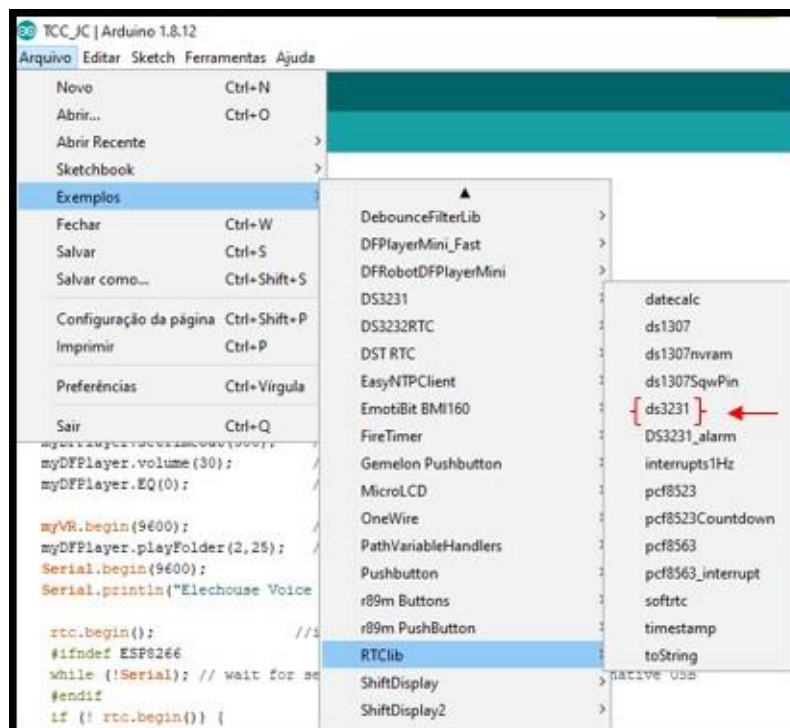 TCC_JC | Arduino 1.8.12
Arquivo Editar Sketch Ferramentas Ajuda
Novo Ctrl+N
Abrir... Ctrl+O
Abrir Recente
Sketchbook
Exemplos
Fechar Ctrl+W
Salvar Ctrl+S
Salvar como... Ctrl+Shift+S
Configuração da página Ctrl+Shift+P
Imprimir Ctrl+P
Preferências Ctrl+Vírgula
Sair Ctrl+Q
DebounceFilterLib
DFPlayerMini_Fast
DFRobotDFPlayerMini
DS3231
DS3232RTC
DST RTC
EasyNTPClient
EmotiBit BMI160
FireTimer
Gemelon Pushbutton
MicroLCD
OneWire
PathVariableHandlers
Pushbutton
r89m Buttons
r89m PushButton
RTClib
ShiftDisplay
ShiftDisplay2
datecalc
ds1307
ds1307nvram
ds1307SqwPin
{ds3231}
DS3231_alarm
interrupts1Hz
pcf8523
pcf8523Countdown
pcf8563
pcf8563_interrupt
softrtc
timestamp
toString
myDFPlayer.volume(30); /
myDFPlayer.EQ(0); /
myVR.begin(9600); /
myDFPlayer.playFolder(2,25); /
Serial.begin(9600);
Serial.println("Elechouse Voice
rtc.begin(); //i
#ifndef ESP8266
while (!Serial); // wait for se native USB
#endif
if (! rtc.begin()) {